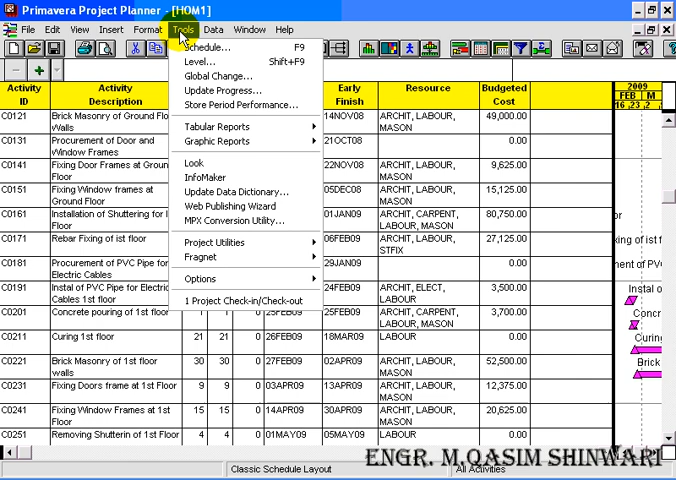 Primavera Project Planner - [HOM1]
File Edit View Insert Format Tools Data Window Help
Schedule... F9
Level... Shift+F9
Global Change...
Update Progress...
Store Period Performance...
Tabular Reports
Graphic Reports
Look
InfoMaker
Update Data Dictionary...
Web Publishing Wizard
MPX Conversion Utility...
Project Utilities
Fragnet
Options
1 Project Check-in/Check-out
Activity ID
Activity Description
Early Finish
Resource
Budgeted Cost
2009
FEB M
16 ,23 ,2
C0121 Brick Masonry of Ground Flo 14NOV08 ARCHIT, LABOUR, 49,000.00
Walls MASON
C0131 Procurement of Door and 21OCT08 0.00
Window Frames
C0141 Fixing Door Frames at Groun 22NOV08 ARCHIT, LABOUR, 9,625.00
Floor MASON
C0151 Fixing Window frames at 05DEC08 ARCHIT, LABOUR, 15,125.00
Ground Floor MASON
C0161 Installation of Shuttering for I 01JAN09 ARCHIT, CARPENT, 80,750.00
Floor LABOUR, MASON
C0171 Rebar Fixing of ist floor 06FEB09 ARCHIT, LABOUR, 27,125.00 king of ist f
STFIX
C0181 Procurement of PVC Pipe for 29JAN09 0.00 ment of PV
Electric Cables
C0191 Instal of PVC Pipe for Electric 24FEB09 ARCHIT, ELECT, 3,500.00 Instal o
Cables 1st floor LABOUR
C0201 Concrete pouring of 1st floor 1 1 0 25FEB09 25FEB09 ARCHIT, CARPENT, 3,700.00 Concr
LABOUR, MASON
C0211 Curing 1st floor 21 21 0 26FEB09 18MAR09 LABOUR 0.00 Curing
C0221 Brick Masonry of 1st floor 30 30 0 27FEB09 02APR09 ARCHIT, LABOUR, 52,500.00 Brick
walls MASON
C0231 Fixing Doors frame at 1st Floor 9 9 0 03APR09 13APR09 ARCHIT, LABOUR, 12,375.00
MASON
C0241 Fixing Window Frames at 1st 15 15 0 14APR09 30APR09 ARCHIT, LABOUR, 20,625.00
Floor MASON
C0251 Removing Shutterin of 1st floor 4 4 0 01MAY09 05MAY09 LABOUR 0.00
ENGR. M.QASIM SHINWARI
Classic Schedule Layout All Activities